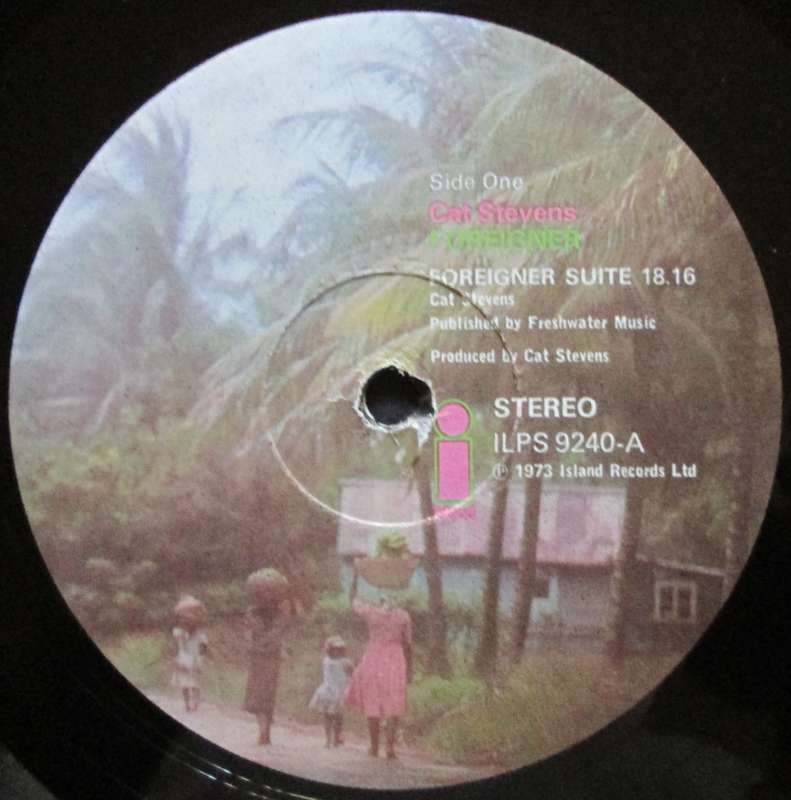 Side One
Cat Stevens
FOREIGNER
FOREIGNER SUITE 18.16
Cat Stevens
Published by Freshwater Music
Produced by Cat Stevens
STEREO
ILPS 9240-A
℗ 1973 Island Records Ltd